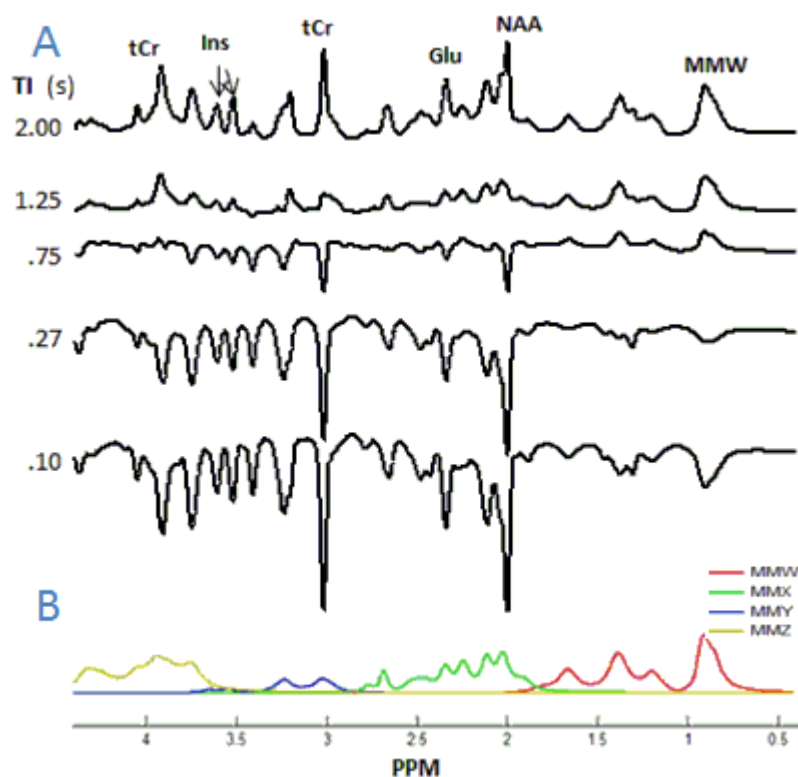 A
tCr
Ins
tCr
Glu
NAA
MMW
TI (s)
2.00
1.25
.75
.27
.10
B
MMW
MMX
MMY
MMZ
4 3.5 3 2.5 2 1.5 1 0.5
PPM